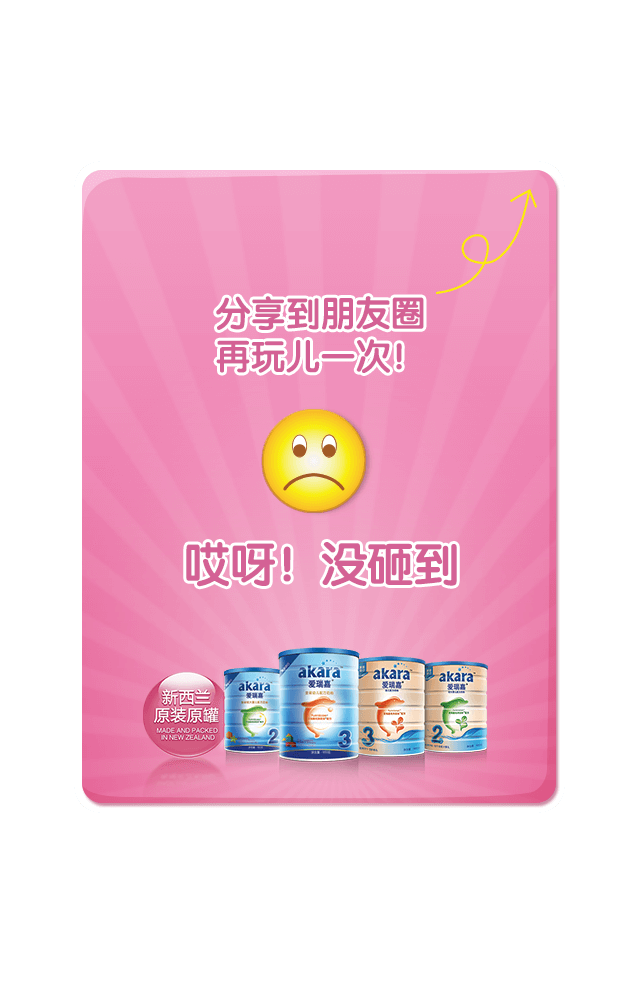 分享到朋友圈
再玩儿一次！
哎呀！没砸到
新西兰
原装原罐
MADE AND PACKED
IN NEW ZEALAND
akara
爱瑞嘉
2
akara
爱瑞嘉
3
akara
爱瑞嘉
3
akara
爱瑞嘉
2